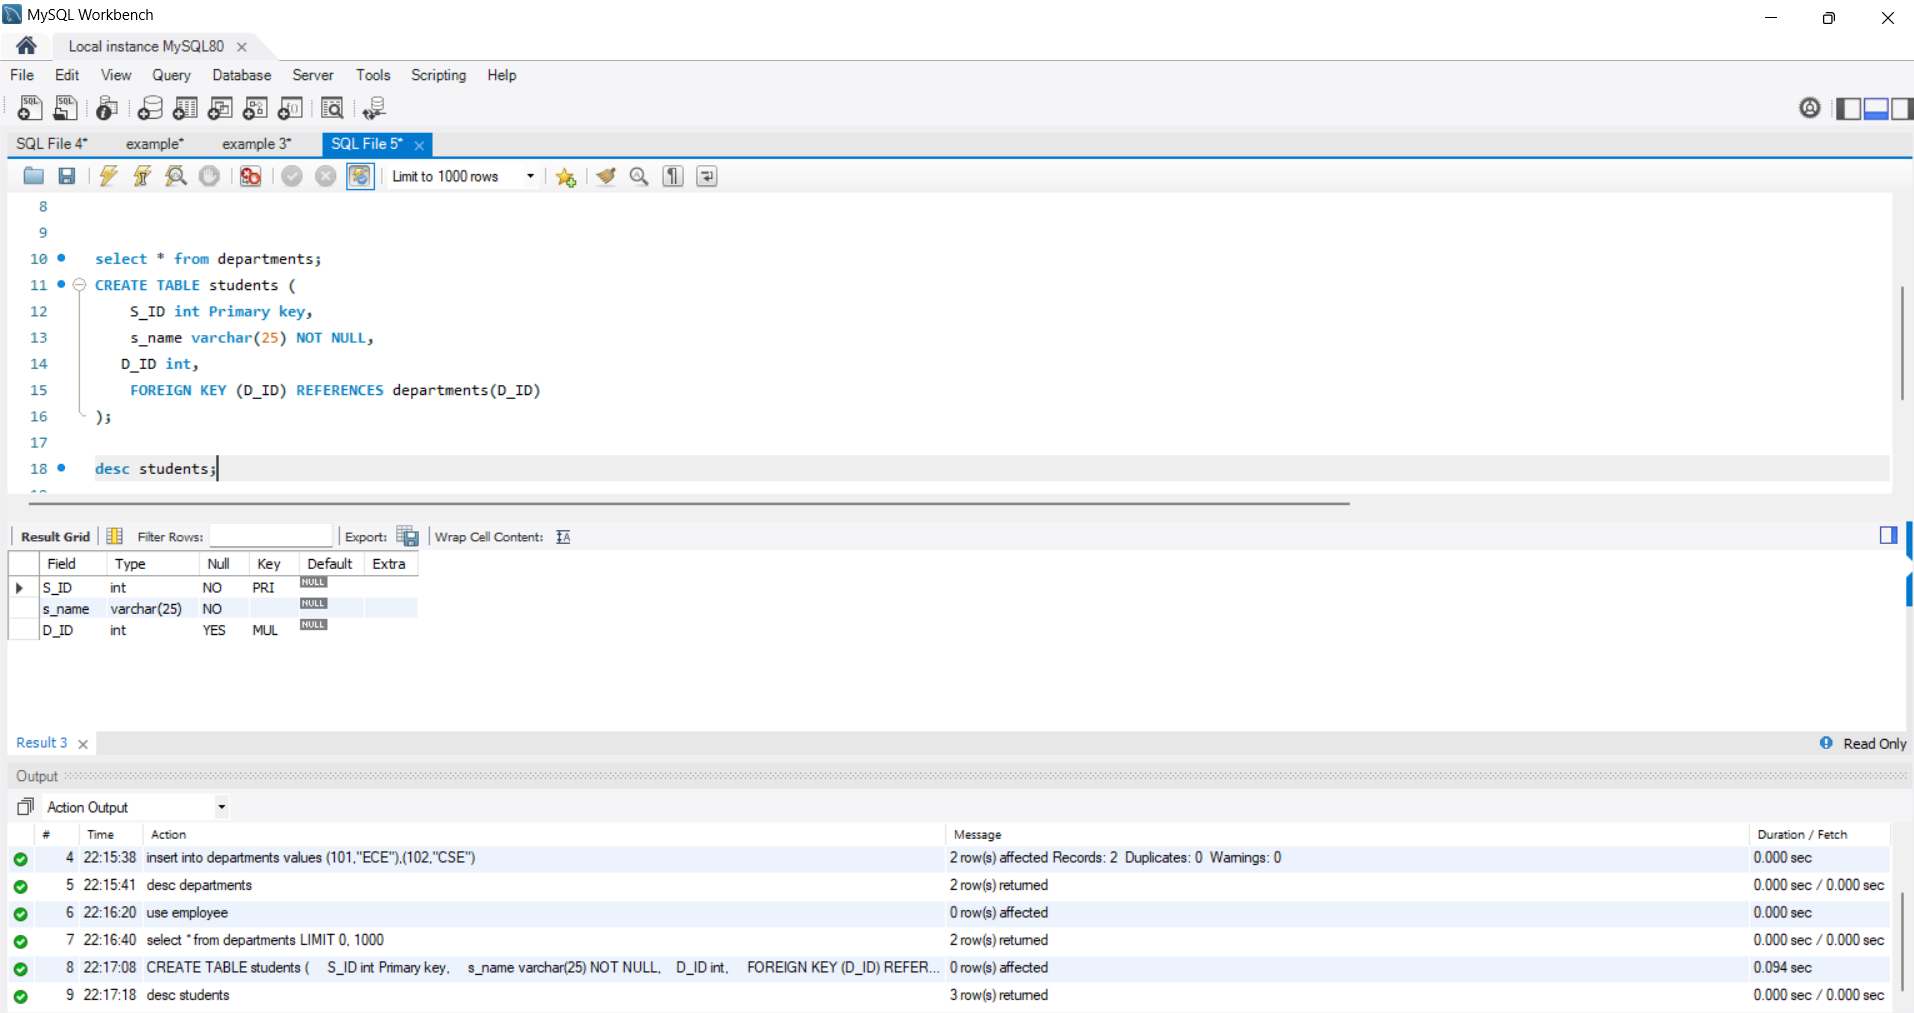 MySQL Workbench
Local instance MySQL80
File Edit View Query Database Server Tools Scripting Help
SQL File 4* example* example 3* SQL File 5*
Limit to 1000 rows
8
9
10 select * from departments;
11 CREATE TABLE students (
12 S_ID int Primary key,
13 s_name varchar(25) NOT NULL,
14 D_ID int,
15 FOREIGN KEY (D_ID) REFERENCES departments(D_ID)
16 );
17
18 desc students;
Result Grid Filter Rows: Export: Wrap Cell Content:
Field Type Null Key Default Extra
S_ID int NO PRI NULL
s_name varchar(25) NO NULL
D_ID int YES MUL NULL
Result 3 Read Only
Output
Action Output
# Time Action Message Duration / Fetch
4 22:15:38 insert into departments values (101,"ECE"),(102,"CSE") 2 row(s) affected Records: 2 Duplicates: 0 Warnings: 0 0.000 sec
5 22:15:41 desc departments 2 row(s) returned 0.000 sec / 0.000 sec
6 22:16:20 use employee 0 row(s) affected 0.000 sec
7 22:16:40 select * from departments LIMIT 0, 1000 2 row(s) returned 0.000 sec / 0.000 sec
8 22:17:08 CREATE TABLE students ( S_ID int Primary key, s_name varchar(25) NOT NULL, D_ID int, FOREIGN KEY (D_ID) REFER... 0 row(s) affected 0.094 sec
9 22:17:18 desc students 3 row(s) returned 0.000 sec / 0.000 sec